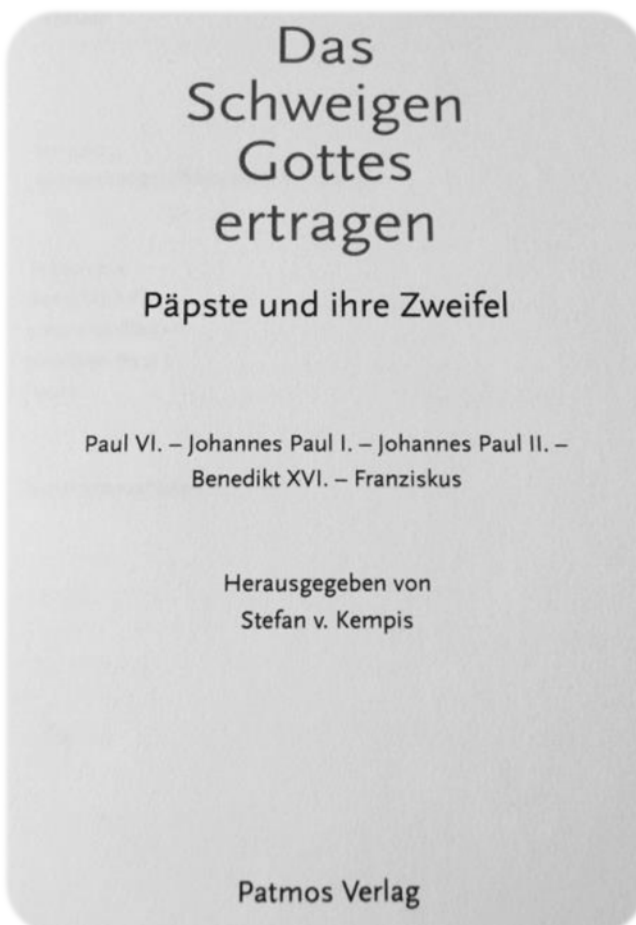 Das
Schweigen
Gottes
ertragen
Päpste und ihre Zweifel
Paul VI. – Johannes Paul I. – Johannes Paul II. –
Benedikt XVI. – Franziskus
Herausgegeben von
Stefan v. Kempis
Patmos Verlag